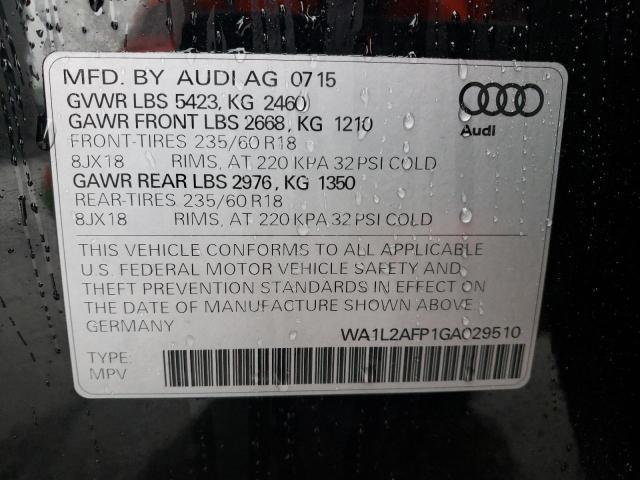 MFD. BY AUDI AG 07 15
GVWR LBS 5423, KG 2460
GAWR FRONT LBS 2668, KG 1210
FRONT-TIRES 235/60 R18
8JX18 RIMS, AT 220 KPA 32 PSI COLD
GAWR REAR LBS 2976, KG 1350
REAR-TIRES 235/60 R18
8JX18 RIMS, AT 220 KPA 32 PSI COLD
Audi
THIS VEHICLE CONFORMS TO ALL APPLICABLE
U.S. FEDERAL MOTOR VEHICLE SAFETY AND
THEFT PREVENTION STANDARDS IN EFFECT ON
THE DATE OF MANUFACTURE SHOWN ABOVE
GERMANY
WA1L2AFP1GA029510
TYPE:
MPV